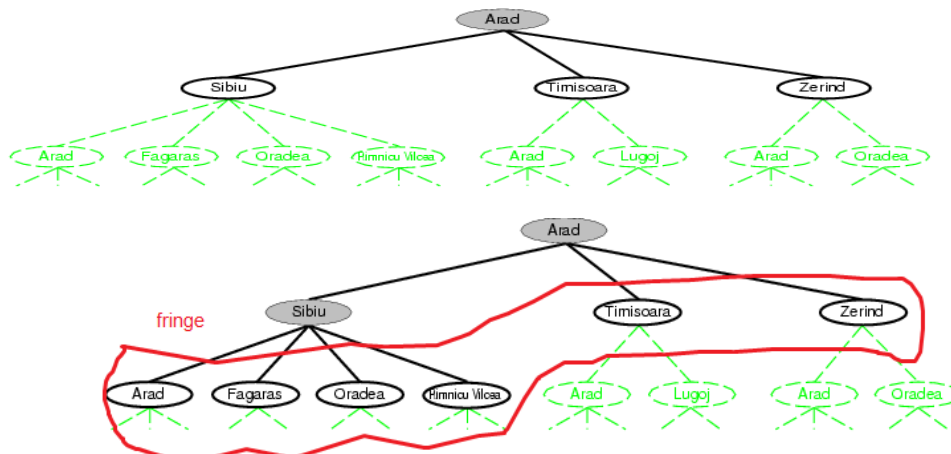 Arad
Sibiu Timisoara Zerind
Arad Fagaras Oradea Rimnicu Vilcea Arad Lugoj Arad Oradea
Arad
fringe
Sibiu Timisoara Zerind
Arad Fagaras Oradea Rimnicu Vilcea Arad Lugoj Arad Oradea